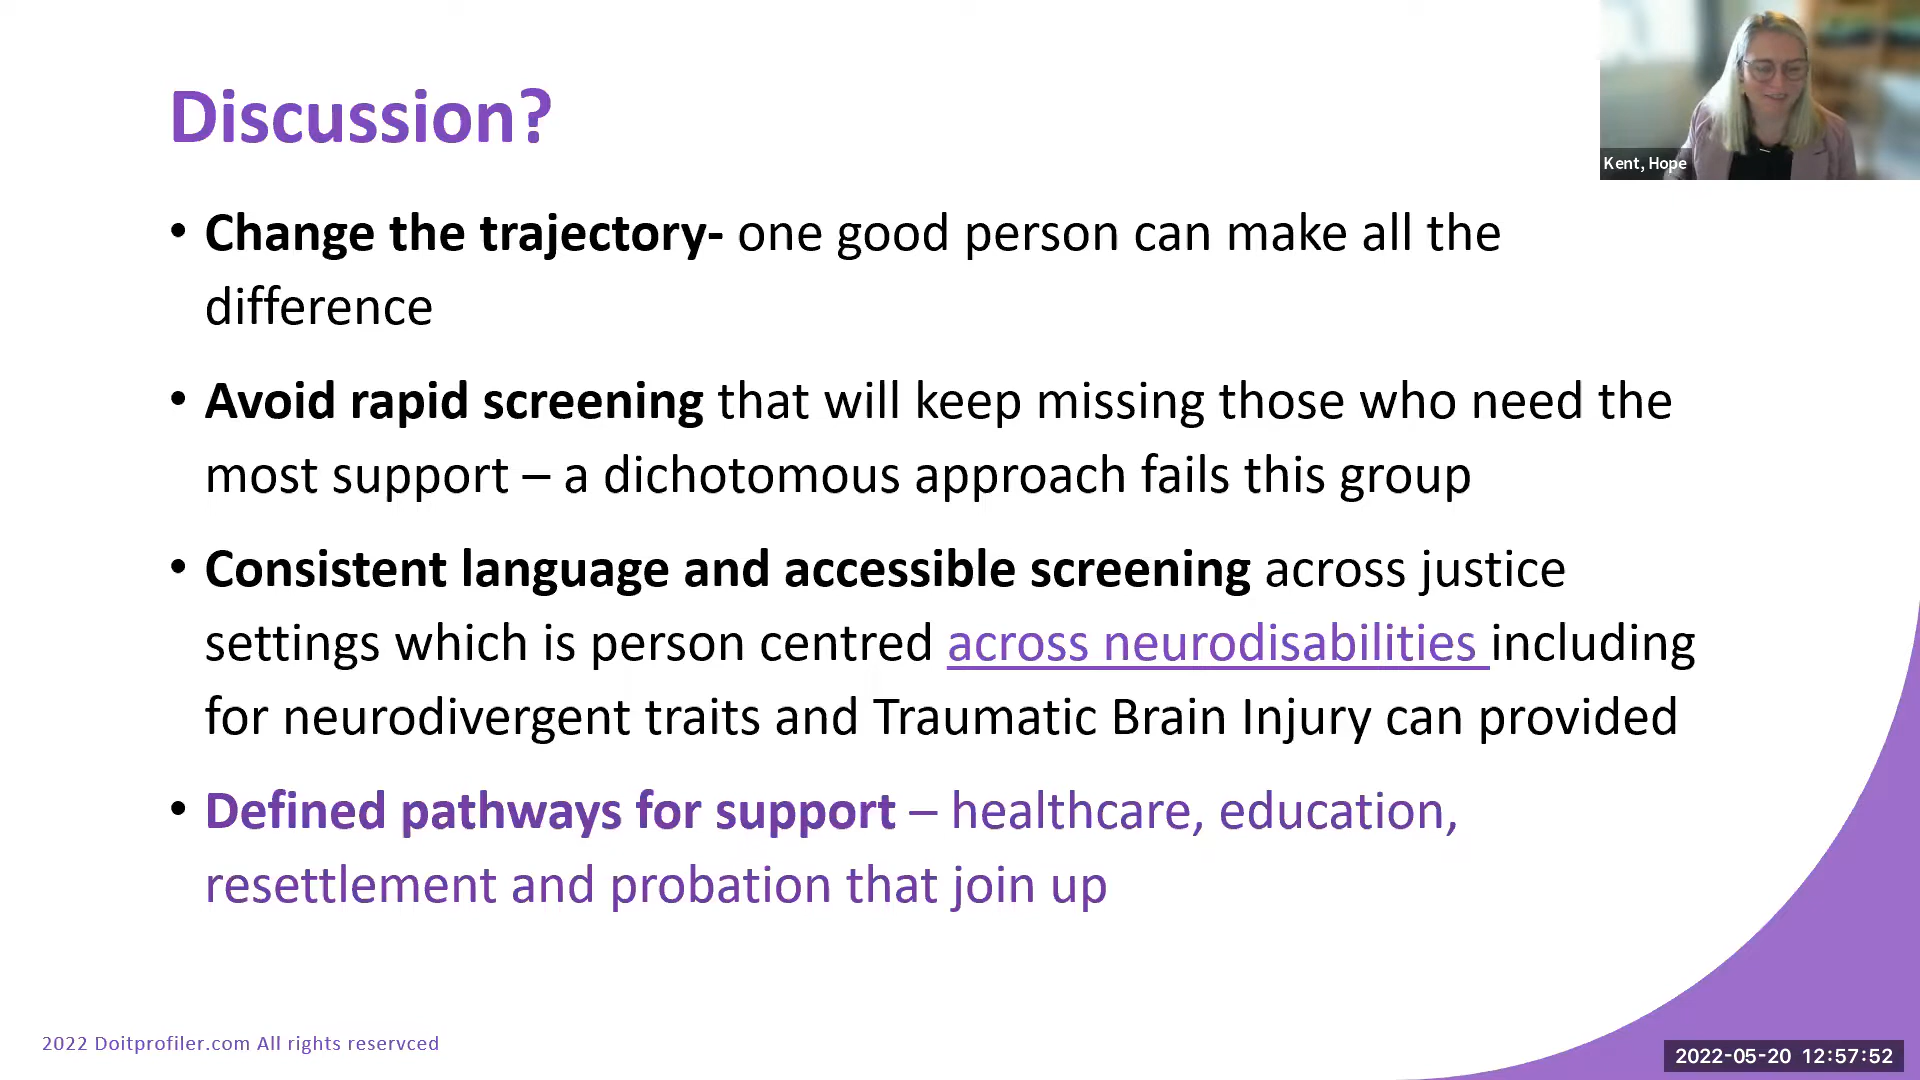 Discussion?
Kent, Hope
• Change the trajectory- one good person can make all the
difference
• Avoid rapid screening that will keep missing those who need the
most support – a dichotomous approach fails this group
• Consistent language and accessible screening across justice
settings which is person centred across neurodisabilities including
for neurodivergent traits and Traumatic Brain Injury can provided
• Defined pathways for support – healthcare, education,
resettlement and probation that join up
2022 Doitprofiler.com All rights reservced
2022-05-20 12:57:52